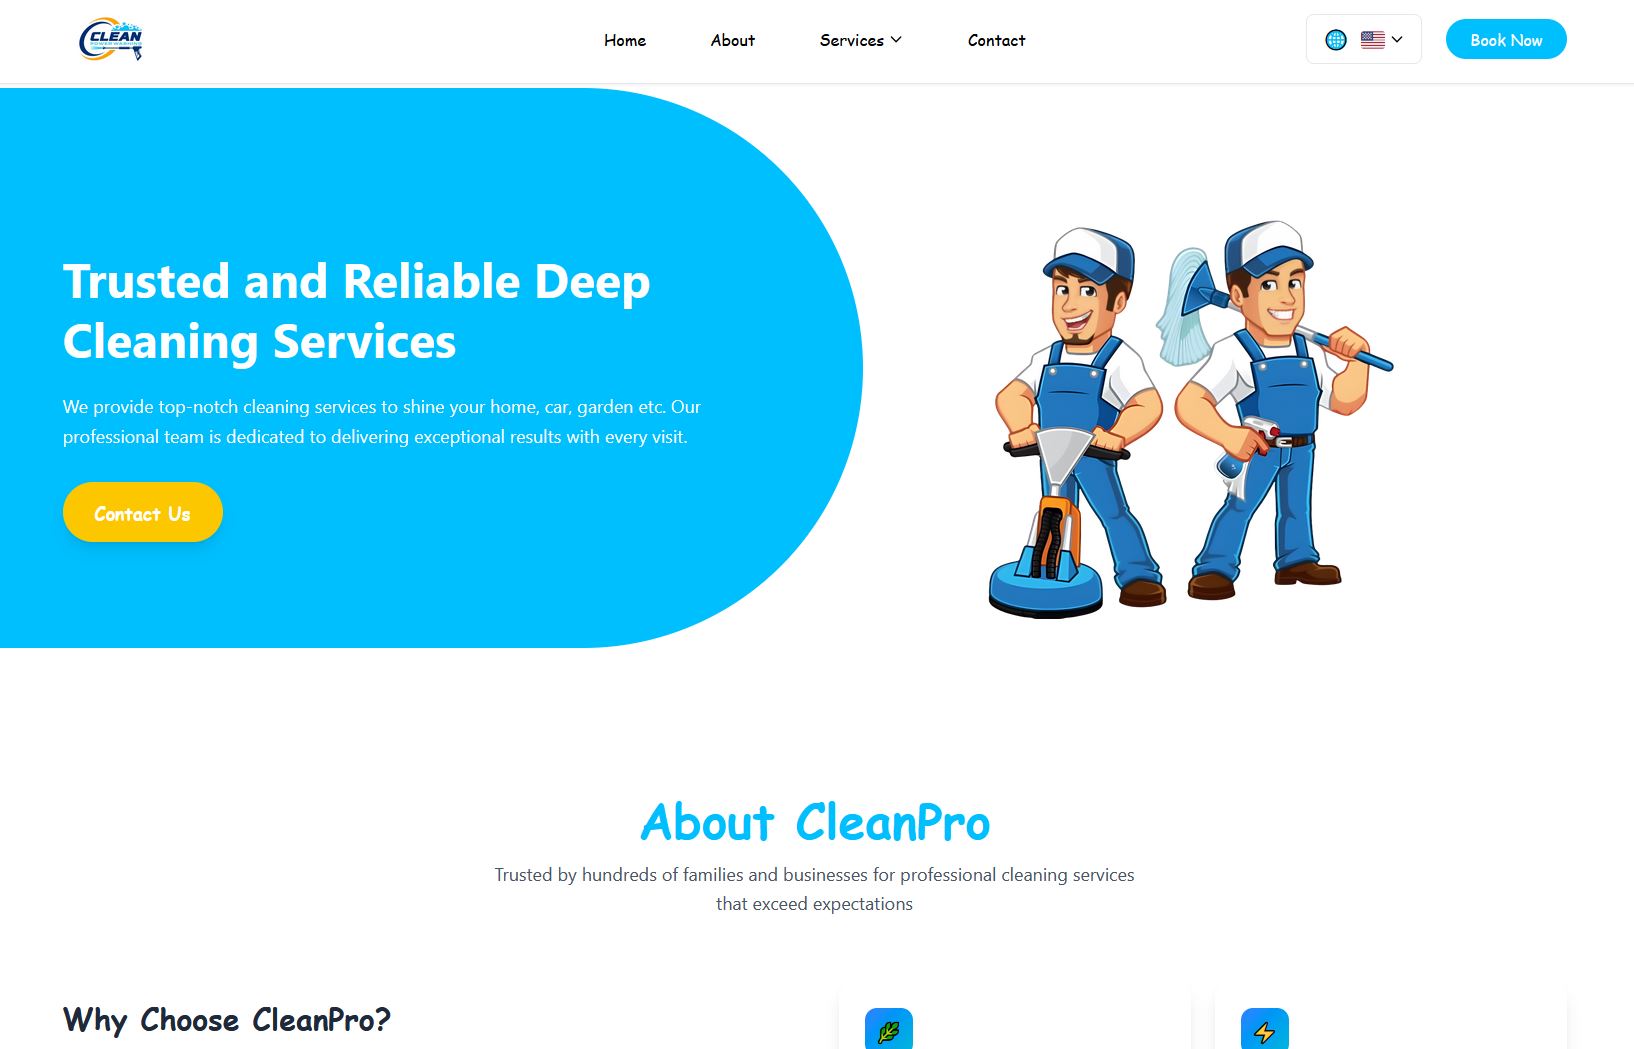 CLEAN
POWER WASHING
Home
About
Services
Contact
Book Now
Trusted and Reliable Deep
Cleaning Services
We provide top-notch cleaning services to shine your home, car, garden etc. Our
professional team is dedicated to delivering exceptional results with every visit.
Contact Us
About CleanPro
Trusted by hundreds of families and businesses for professional cleaning services
that exceed expectations
Why Choose CleanPro?